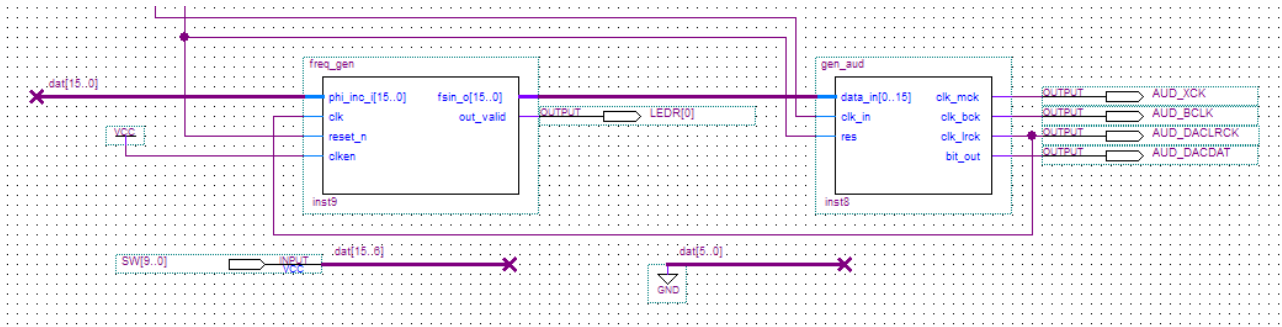 freq_gen
gen_aud
dat[15..0]
phi_inc_i[15..0] fsin_o[15..0]
data_in[0..15] clk_mck
OUTPUT AUD_XCK
clk out_valid
OUTPUT LEDR[0]
clk_in clk_bck
OUTPUT AUD_BCLK
VCC
reset_n
res clk_lrck
OUTPUT AUD_DACLRCK
clken
bit_out
OUTPUT AUD_DACDAT
inst9
inst8
SW[9..0] INPUT
VCC
dat[15..6]
dat[5..0]
GND